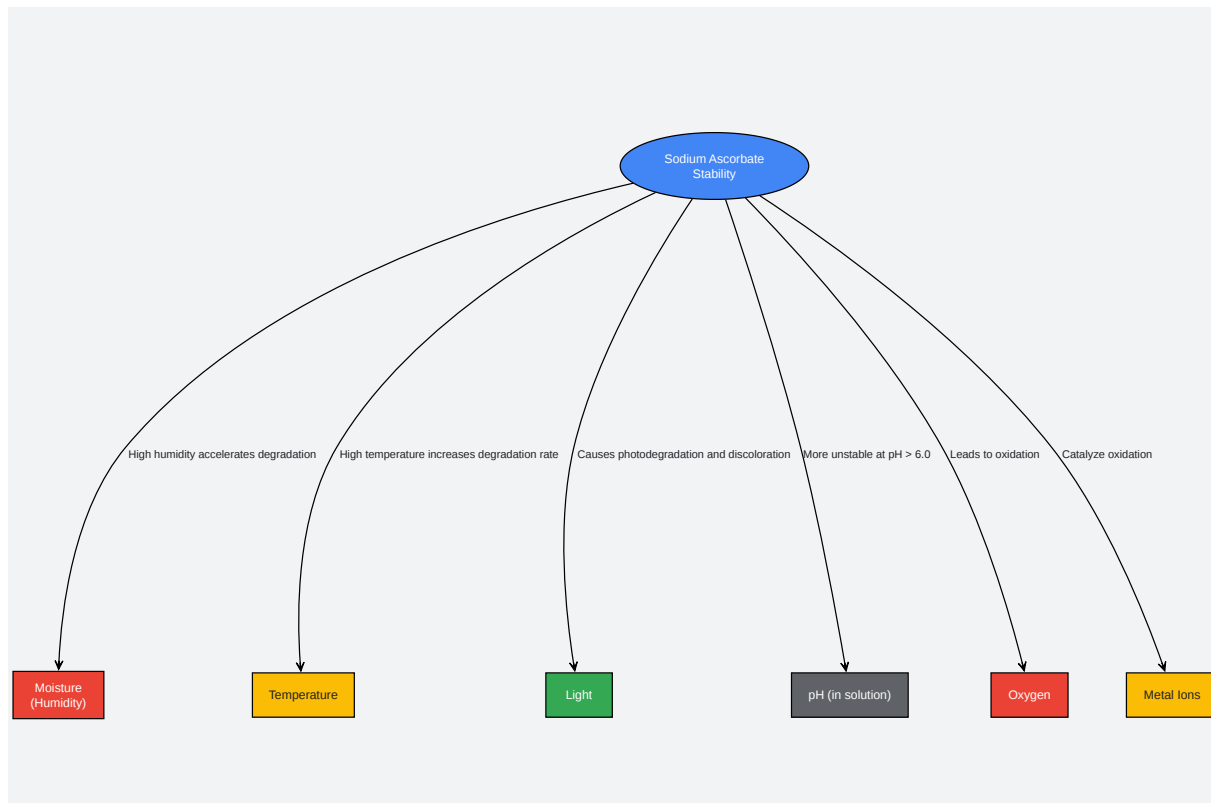 Sodium Ascorbate
Stability
High humidity accelerates degradation
High temperature increases degradation rate
Causes photodegradation and discoloration
More unstable at pH > 6.0
Leads to oxidation
Catalyze oxidation
Moisture
(Humidity)
Temperature
Light
pH (in solution)
Oxygen
Metal Ions